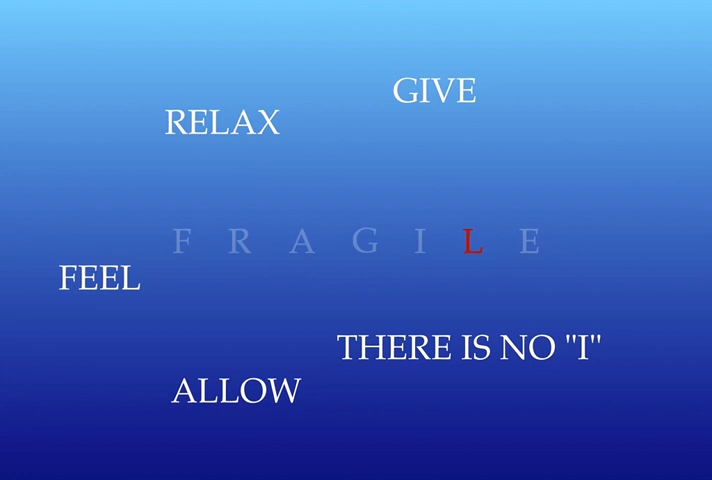 GIVE
RELAX
F R A G I L E
FEEL
THERE IS NO "I"
ALLOW